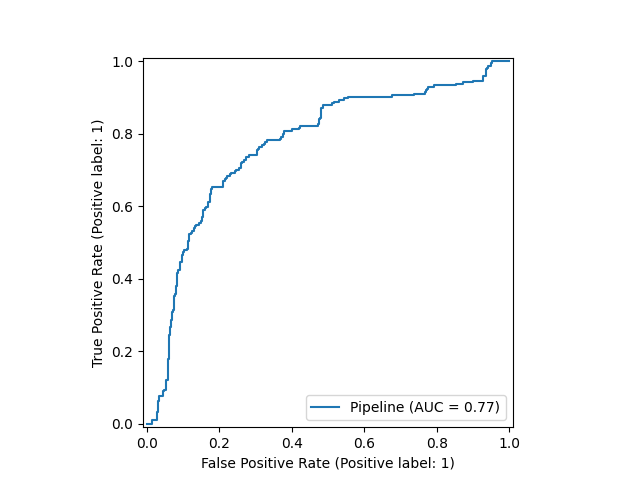 1.0
0.8
0.6
0.4
0.2
0.0
True Positive Rate (Positive label: 1)
Pipeline (AUC = 0.77)
0.0 0.2 0.4 0.6 0.8 1.0
False Positive Rate (Positive label: 1)